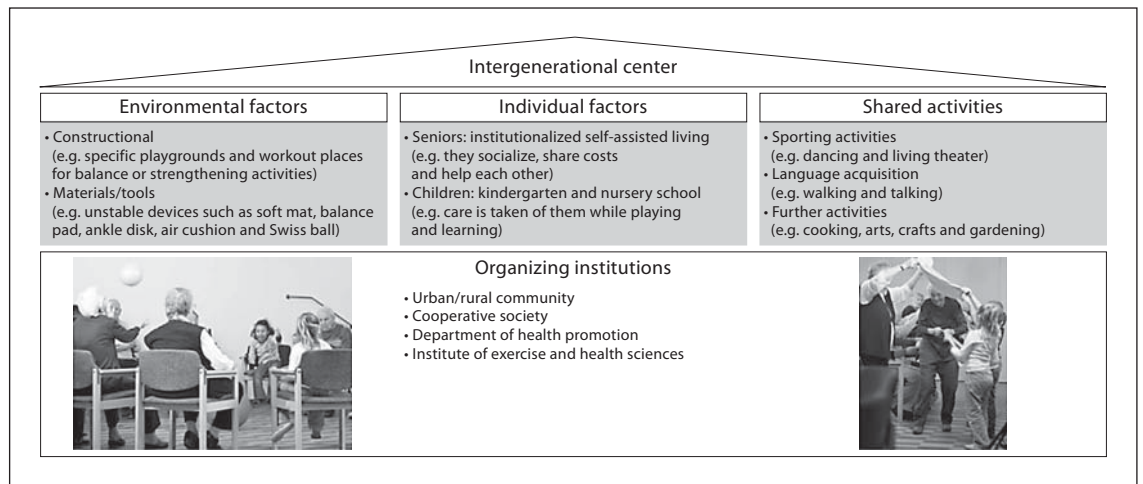 Intergenerational center
Environmental factors
• Constructional
(e.g. specific playgrounds and workout places
for balance or strengthening activities)
• Materials/tools
(e.g. unstable devices such as soft mat, balance
pad, ankle disk, air cushion and Swiss ball)
Individual factors
• Seniors: institutionalized self-assisted living
(e.g. they socialize, share costs
and help each other)
• Children: kindergarten and nursery school
(e.g. care is taken of them while playing
and learning)
Shared activities
• Sporting activities
(e.g. dancing and living theater)
• Language acquisition
(e.g. walking and talking)
• Further activities
(e.g. cooking, arts, crafts and gardening)
Organizing institutions
• Urban/rural community
• Cooperative society
• Department of health promotion
• Institute of exercise and health sciences